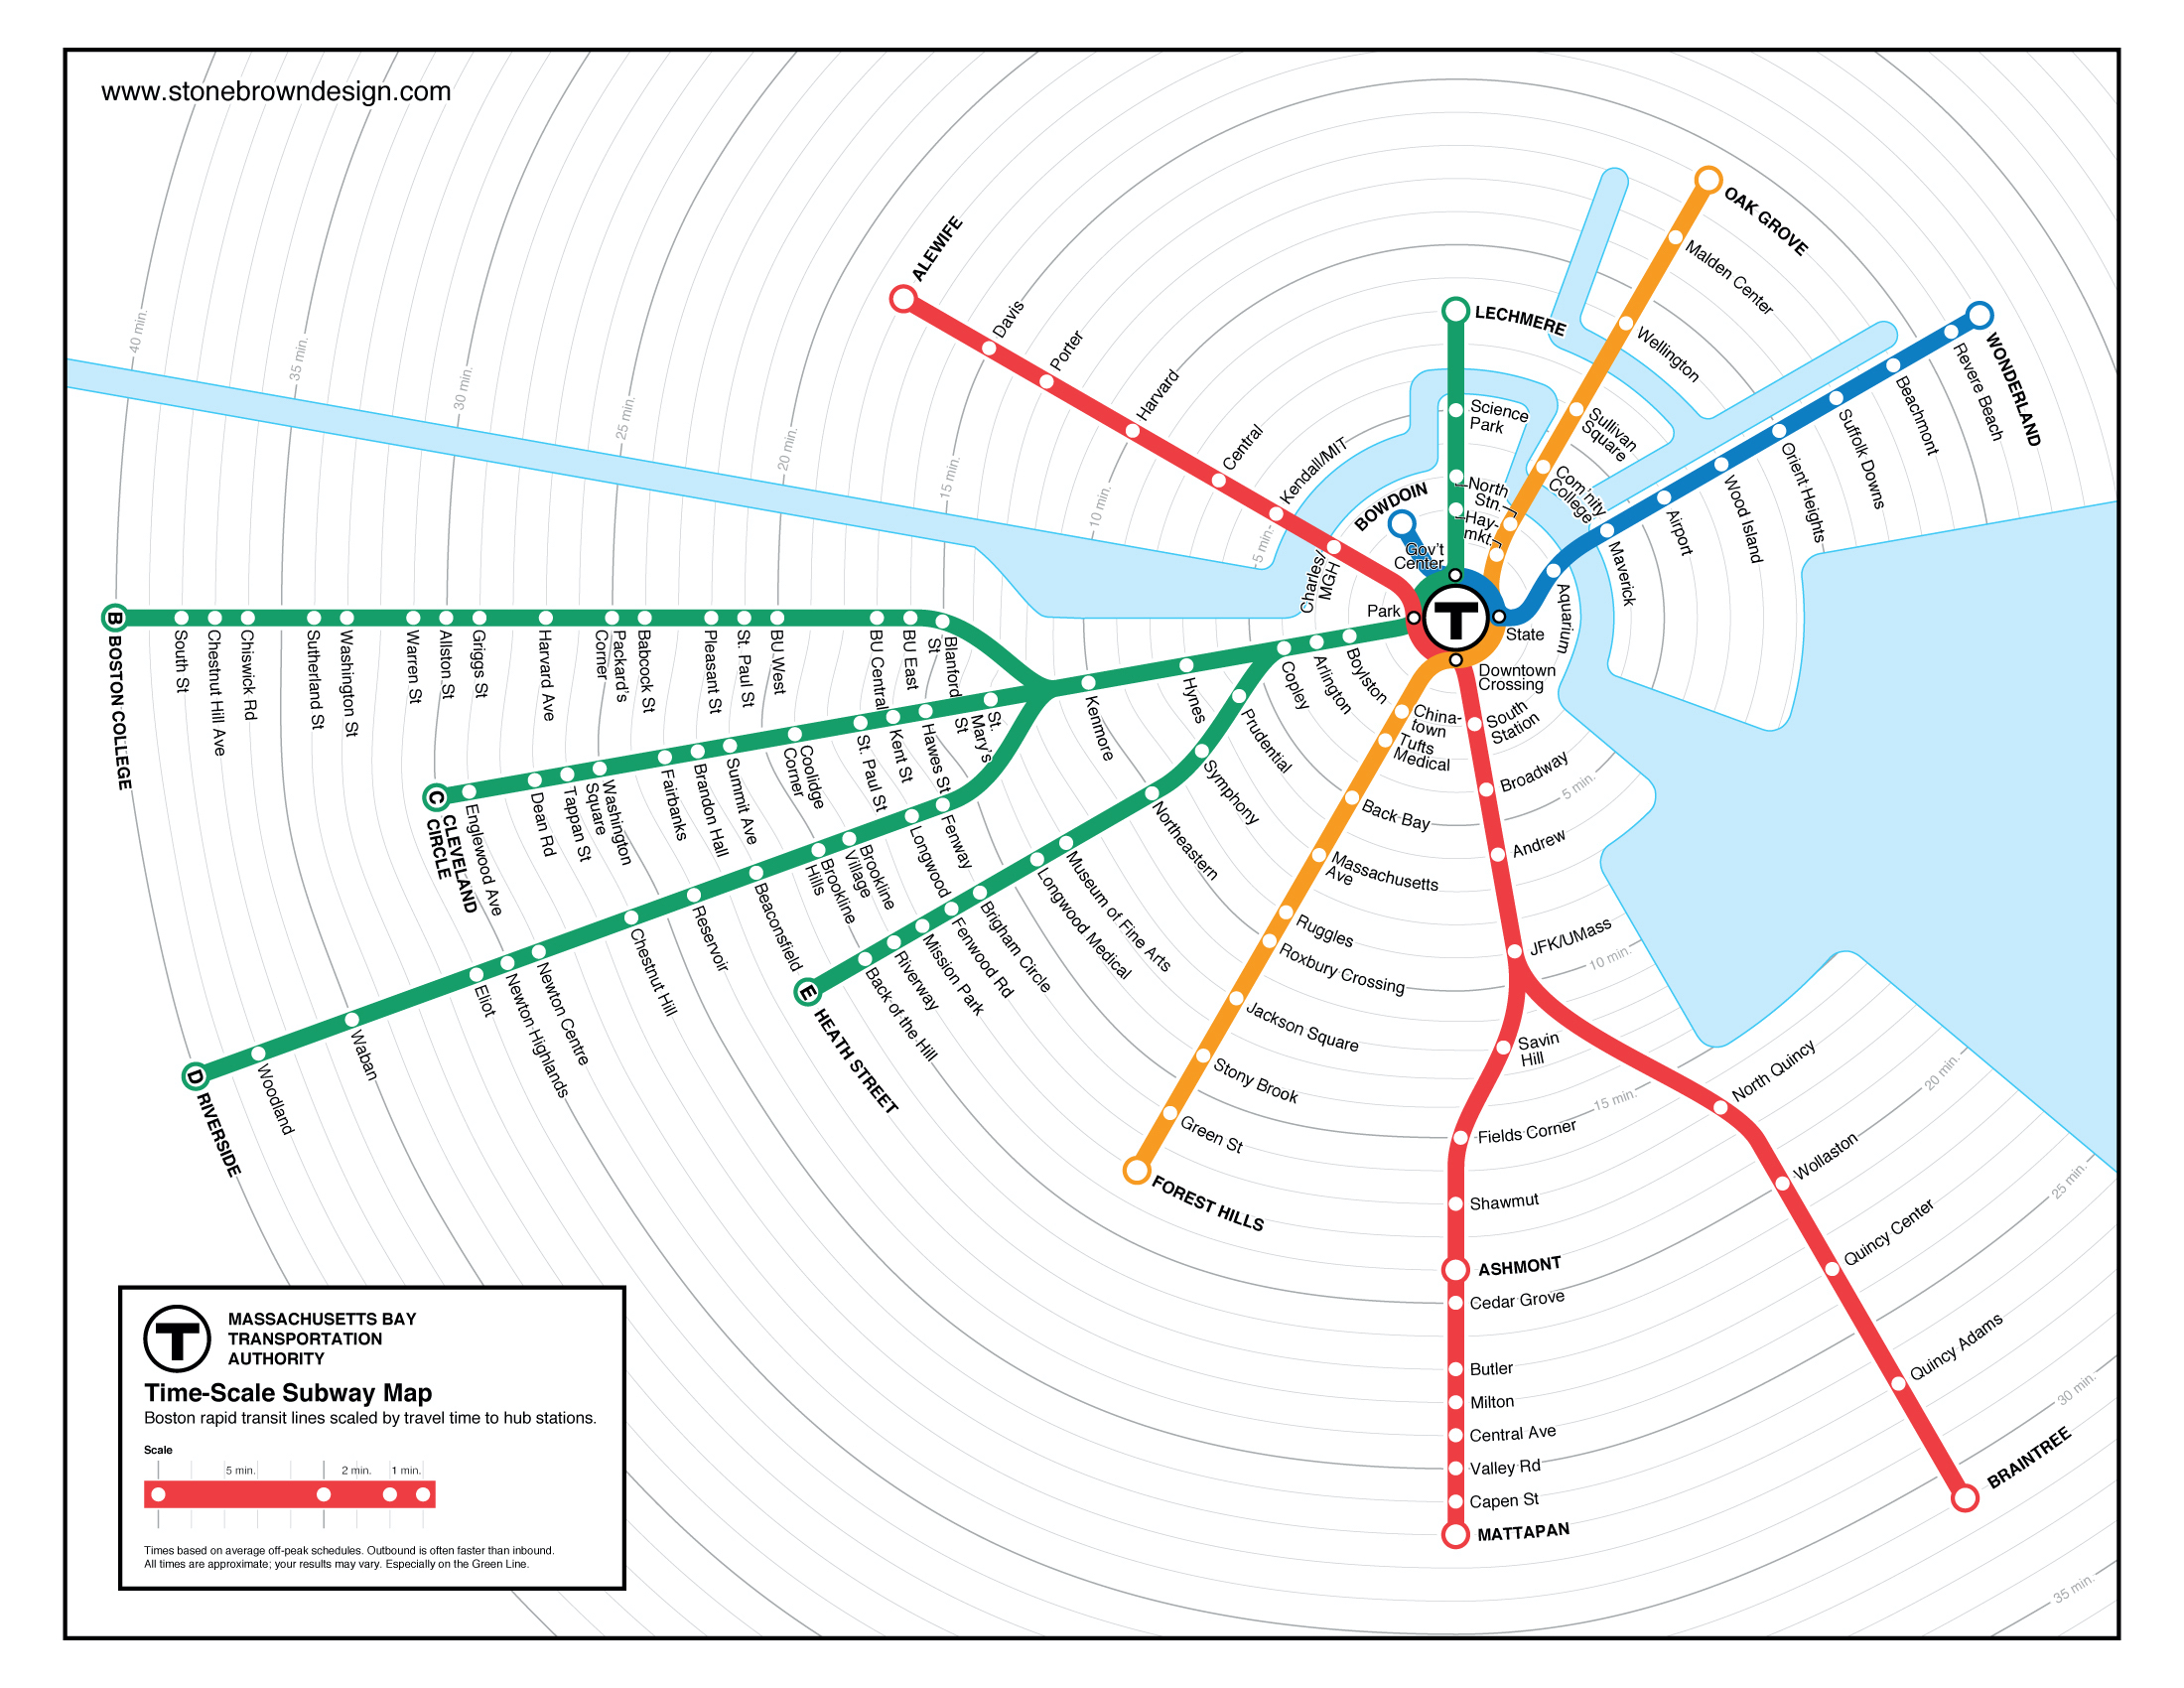 www.stonebrowndesign.com
40 min.
35 min.
30 min.
25 min.
20 min.
15 min.
10 min.
5 min.
ALEWIFE
Davis
Porter
Harvard
Central
Kendall/MIT
Charles/
MGH
Park
OAK GROVE
Malden Center
Wellington
Sullivan
Square
Com'nity
College
North
Stn.
Hay-
mkt.
LECHMERE
Science
Park
BOWDOIN
Gov't
Center
WONDERLAND
Revere Beach
Beachmont
Suffolk Downs
Orient Heights
Wood Island
Airport
Maverick
Aquarium
State
T
Downtown
Crossing
B
BOSTON COLLEGE
South St
Chestnut Hill Ave
Chiswick Rd
Sutherland St
Washington St
Warren St
Allston St
Griggs St
Harvard Ave
Packard's
Corner
Babcock St
Pleasant St
St. Paul St
BU West
BU Central
BU East
Blanford
St
Kenmore
Hynes
Copley
Arlington
Boylston
C
CLEVELAND
CIRCLE
Englewood Ave
Dean Rd
Tappan St
Washington
Square
Fairbanks
Brandon Hall
Summit Ave
Coolidge
Corner
St. Paul St
Kent St
Hawes St
St.
Mary's
St
D
RIVERSIDE
Woodland
Waban
Eliot
Newton Highlands
Newton Centre
Chestnut Hill
Reservoir
Beaconsfield
Brookline
Hills
Brookline
Village
Longwood
Fenway
E
HEATH STREET
Back of the Hill
Riverway
Mission Park
Fenwood Rd
Brigham Circle
Longwood Medical
Museum of Fine Arts
Northeastern
Symphony
Prudential
China-
town
Tufts
Medical
Back Bay
Massachusetts
Ave
Ruggles
Roxbury Crossing
Jackson Square
Stony Brook
Green St
FOREST HILLS
South
Station
Broadway
Andrew
JFK/UMass
Savin
Hill
Fields Corner
Shawmut
ASHMONT
Cedar Grove
Butler
Milton
Central Ave
Valley Rd
Capen St
MATTAPAN
North Quincy
Wollaston
Quincy Center
Quincy Adams
BRAINTREE
5 min.
10 min.
15 min.
20 min.
25 min.
30 min.
35 min.
T
MASSACHUSETTS BAY
TRANSPORTATION
AUTHORITY
Time-Scale Subway Map
Boston rapid transit lines scaled by travel time to hub stations.
Scale
5 min.
2 min.
1 min.
Times based on average off-peak schedules. Outbound is often faster than inbound.
All times are approximate; your results may vary. Especially on the Green Line.